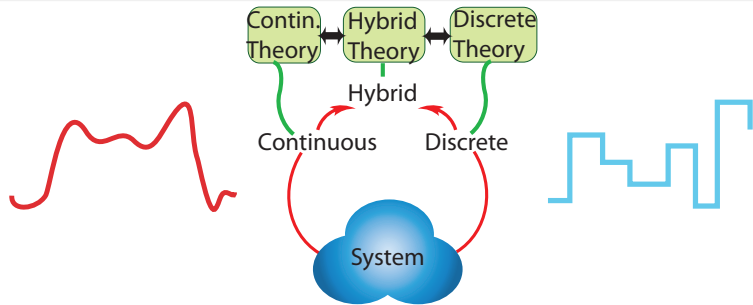 Contin.
Theory
Hybrid
Theory
Discrete
Theory
Hybrid
Continuous
Discrete
System